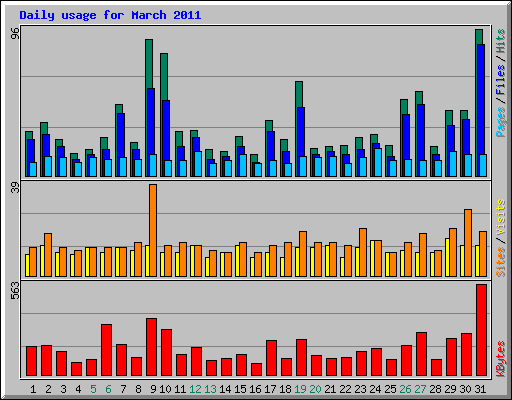 Daily usage for March 2011
96
Pages / Files / Hits
39
Sites / Visits
563
KBytes
1 2 3 4 5 6 7 8 9 10 11 12 13 14 15 16 17 18 19 20 21 22 23 24 25 26 27 28 29 30 31